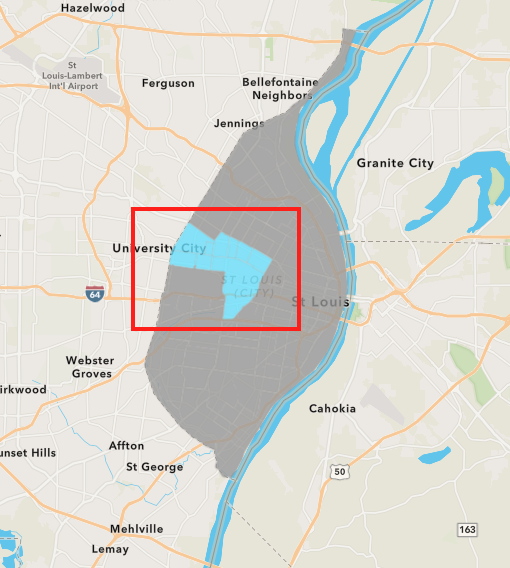 Hazelwood
St
Louis-Lambert
Int'l Airport
Ferguson
Bellefontaine
Neighbors
Jennings
Granite City
University City
ST LOUIS
(CITY)
64
St Louis
Webster
Groves
irkwood
Cahokia
Affton
unset Hills
St George
50
Mehlville
163
Lemay